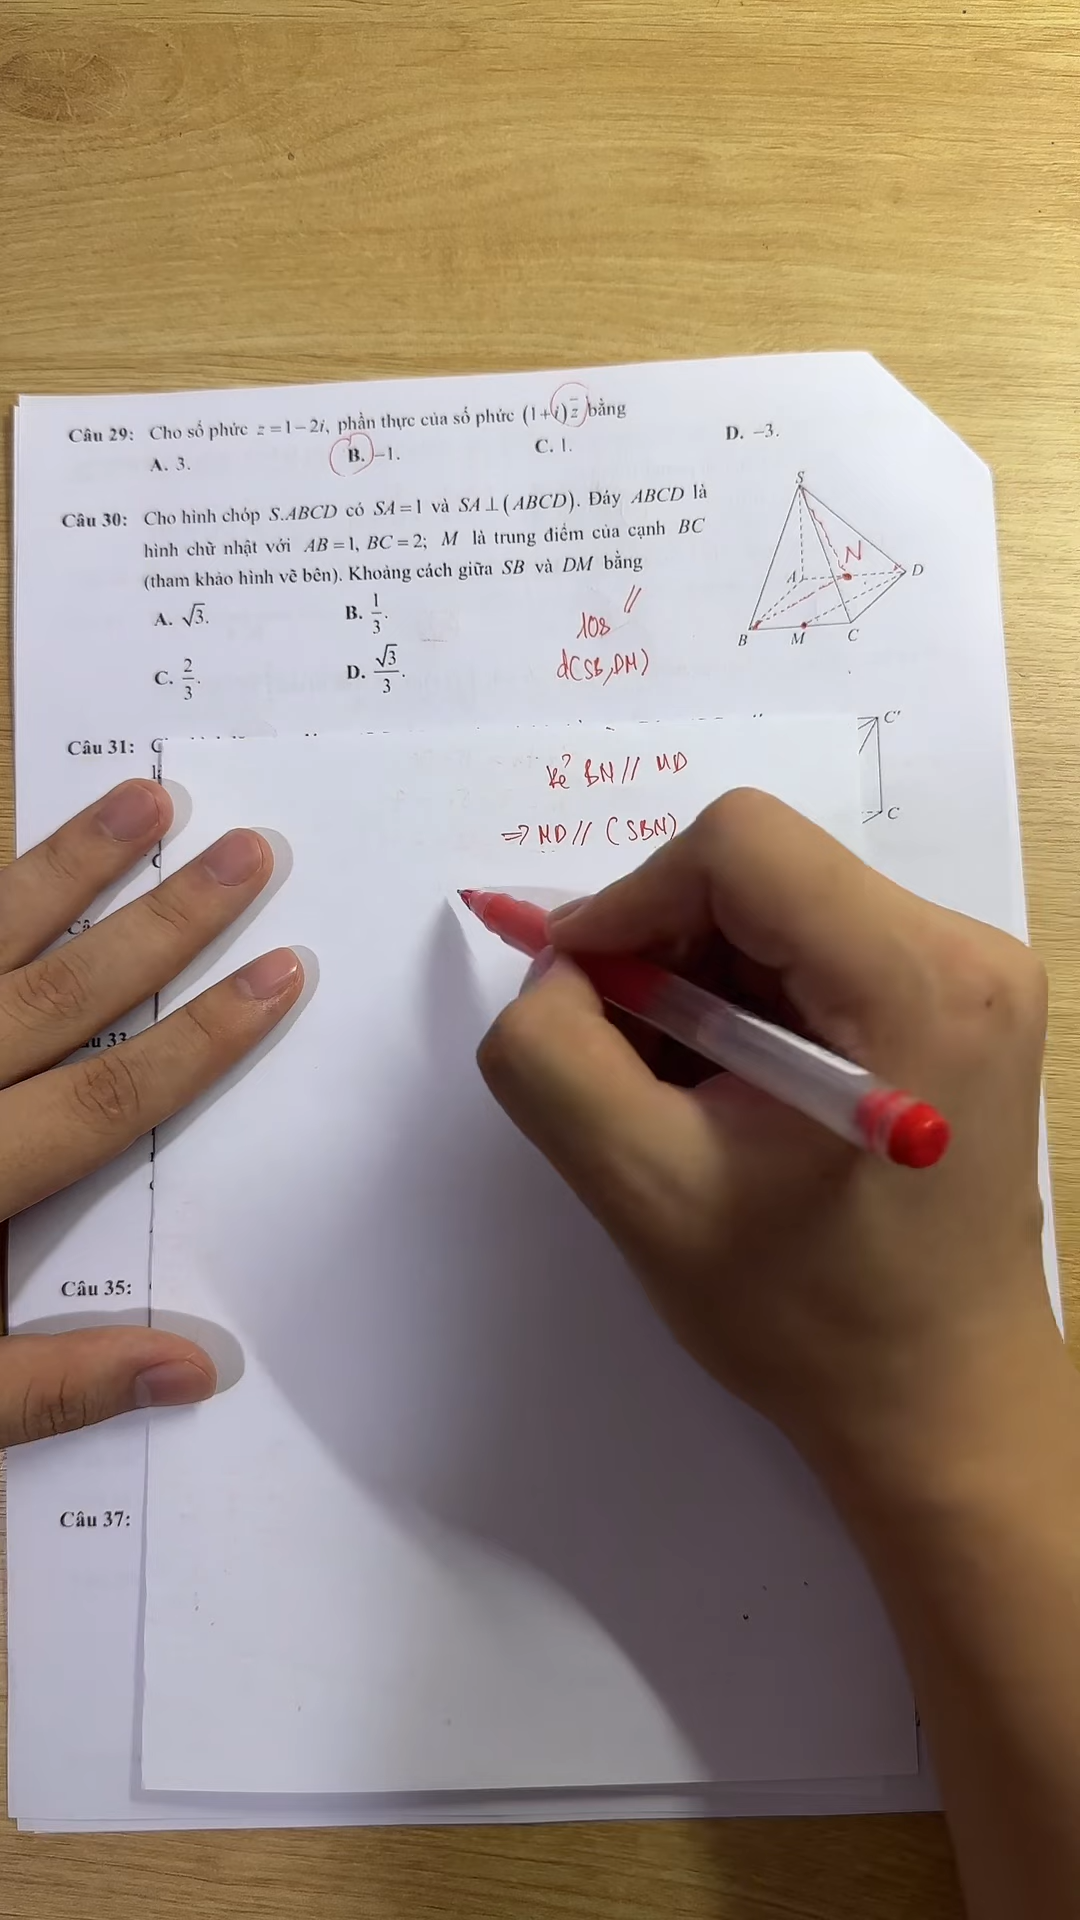 Câu 29: Cho số phức z = 1 – 2i, phần thực của số phức (1+i)z̄ bằng
A. 3. B. –1. C. 1. D. –3.
Câu 30: Cho hình chóp S.ABCD có SA = 1 và SA ⊥ (ABCD). Đáy ABCD là
hình chữ nhật với AB = 1, BC = 2; M là trung điểm của cạnh BC
(tham khảo hình vẽ bên). Khoảng cách giữa SB và DM bằng
A. √3. B. 1/3.
C. 2/3. D. √3/3.
S
N
A
D
B
M
C
//
108
d(SB,DM)
Câu 31:
C'
C
kẻ BN // MD
⇒ MD // (SBN)
Câu 35:
Câu 37: